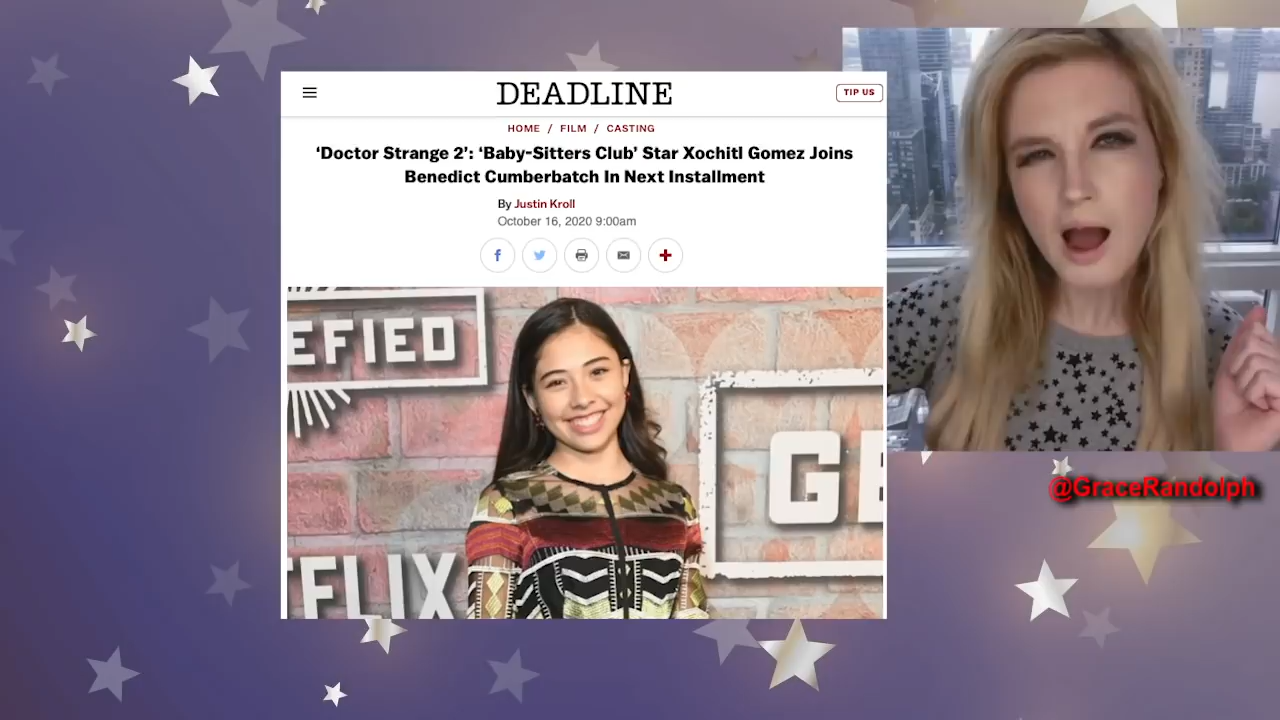 DEADLINE
TIP US
HOME / FILM / CASTING
‘Doctor Strange 2’: ‘Baby-Sitters Club’ Star Xochitl Gomez Joins
Benedict Cumberbatch In Next Installment
By Justin Kroll
October 16, 2020 9:00am
EFIED
GE
FLIX
@GraceRandolph